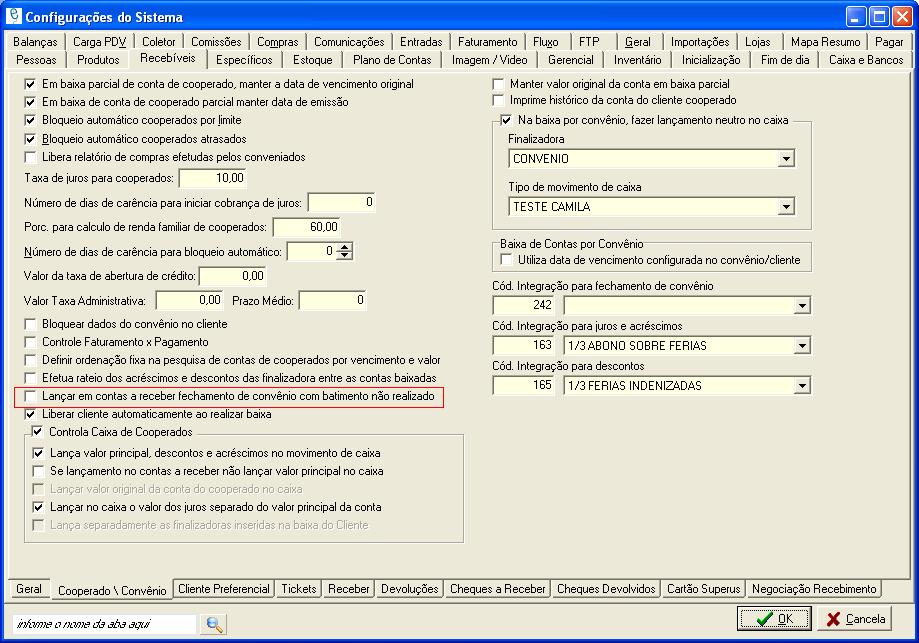 Configurações do Sistema
Balanças Carga PDV Coletor Comissões Compras Comunicações Entradas Faturamento Fluxo FTP Geral Importações Lojas Mapa Resumo Pagar
Pessoas Produtos Recebíveis Específicos Estoque Plano de Contas Imagem / Video Gerencial Inventário Inicialização Fim de dia Caixa e Bancos
Em baixa parcial de conta de cooperado, manter a data de vencimento original
Em baixa de conta de cooperado parcial manter data de emissão
Bloqueio automático cooperados por limite
Bloqueio automático cooperados atrasados
Libera relatório de compras efetuadas pelos conveniados
Taxa de juros para cooperados: 10,00
Número de dias de carência para iniciar cobrança de juros: 0
Porc. para calculo de renda familiar de cooperados: 60,00
Número de dias de carência para bloqueio automático: 0
Valor da taxa de abertura de crédito: 0,00
Valor Taxa Administrativa: 0,00 Prazo Médio: 0
Bloquear dados do convênio no cliente
Controle Faturamento x Pagamento
Definir ordenação fixa na pesquisa de contas de cooperados por vencimento e valor
Efetua rateio dos acréscimos e descontos das finalizadora entre as contas baixadas
Lançar em contas a receber fechamento de convênio com batimento não realizado
Liberar cliente automaticamente ao realizar baixa
Controla Caixa de Cooperados
Lança valor principal, descontos e acréscimos no movimento de caixa
Se lançamento no contas a receber não lançar valor principal no caixa
Lançar valor original da conta do cooperado no caixa
Lançar no caixa o valor dos juros separado do valor principal da conta
Lança separadamente as finalizadoras inseridas na baixa do Cliente
Manter valor original da conta em baixa parcial
Imprime histórico da conta do cliente cooperado
Na baixa por convênio, fazer lançamento neutro no caixa
Finalizadora
CONVENIO
Tipo de movimento de caixa
TESTE CAMILA
Baixa de Contas por Convênio
Utiliza data de vencimento configurada no convênio/cliente
Cód. Integração para fechamento de convênio
242
Cód. Integração para juros e acréscimos
163 1/3 ABONO SOBRE FERIAS
Cód. Integração para descontos
165 1/3 FERIAS INDENIZADAS
Geral Cooperado \ Convênio Cliente Preferencial Tickets Receber Devoluções Cheques a Receber Cheques Devolvidos Cartão Superus Negociação Recebimento
informe o nome da aba aqui
OK Cancela